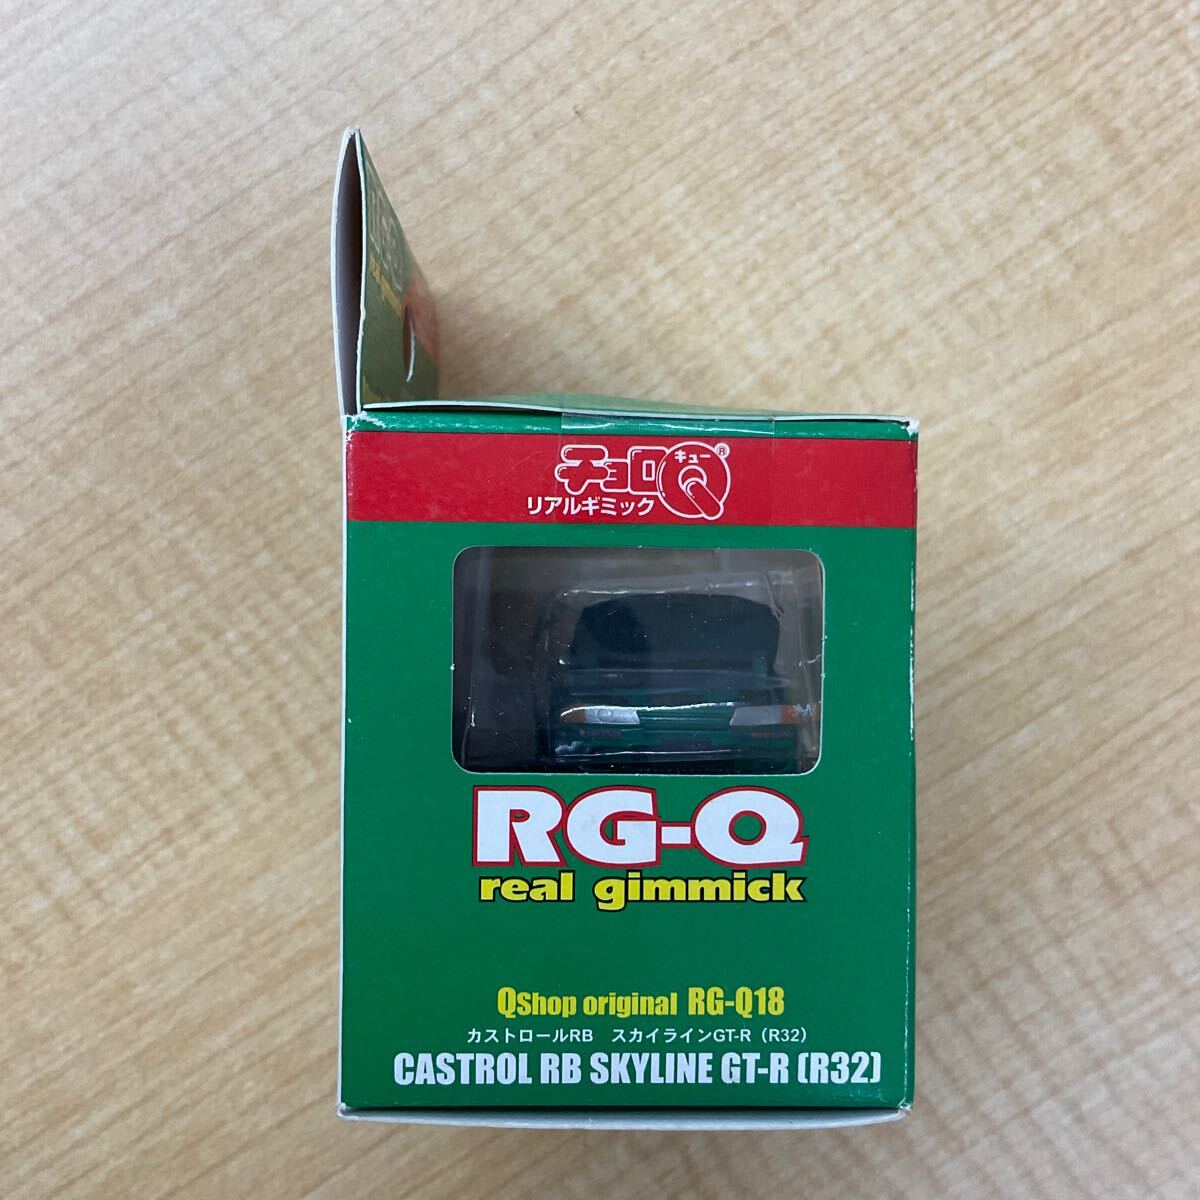 チョロQ
キュー
®
リアルギミック
RG-Q
real gimmick
QShop original RG-Q18
カストロールRB スカイラインGT-R（R32）
CASTROL RB SKYLINE GT-R (R32)